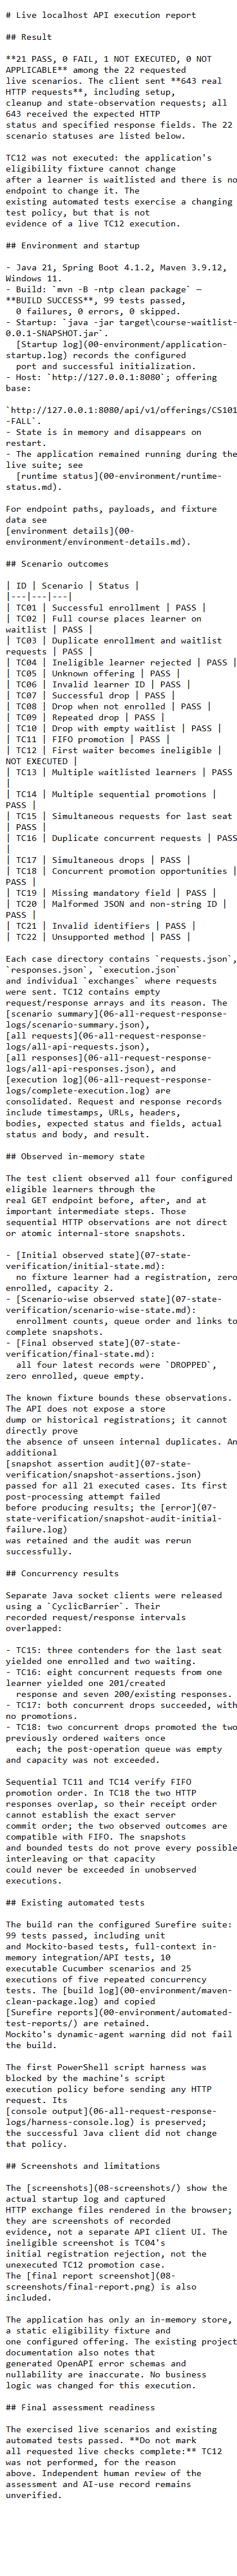 # Live localhost API execution report

## Result

**21 PASS, 0 FAIL, 1 NOT EXECUTED, 0 NOT
APPLICABLE** among the 22 requested
live scenarios. The client sent **643 real
HTTP requests**, including setup,
cleanup and state-observation requests; all
643 received the expected HTTP
status and specified response fields. The 22
scenario statuses are listed below.

TC12 was not executed: the application's
eligibility fixture cannot change
after a learner is waitlisted and there is no
endpoint to change it. The
existing automated tests exercise a changing
test policy, but that is not
evidence of a live TC12 execution.

## Environment and startup

- Java 21, Spring Boot 4.1.2, Maven 3.9.12,
Windows 11.
- Build: `mvn -B -ntp clean package` —
**BUILD SUCCESS**, 99 tests passed,
  0 failures, 0 errors, 0 skipped.
- Startup: `java -jar target\course-waitlist-
0.0.1-SNAPSHOT.jar`.
  [Startup log](00-environment/application-
startup.log) records the configured
  port and successful initialization.
- Host: `http://127.0.0.1:8080`; offering
base:

`http://127.0.0.1:8080/api/v1/offerings/CS101
-FALL`.
- State is in memory and disappears on
restart.
- The application remained running during the
live suite; see
  [runtime status](00-environment/runtime-
status.md).

For endpoint paths, payloads, and fixture
data see
[environment details](00-
environment/environment-details.md).

## Scenario outcomes

| ID | Scenario | Status |
|---|---|---|
| TC01 | Successful enrollment | PASS |
| TC02 | Full course places learner on
waitlist | PASS |
| TC03 | Duplicate enrollment and waitlist
requests | PASS |
| TC04 | Ineligible learner rejected | PASS |
| TC05 | Unknown offering | PASS |
| TC06 | Invalid learner ID | PASS |
| TC07 | Successful drop | PASS |
| TC08 | Drop when not enrolled | PASS |
| TC09 | Repeated drop | PASS |
| TC10 | Drop with empty waitlist | PASS |
| TC11 | FIFO promotion | PASS |
| TC12 | First waiter becomes ineligible |
NOT EXECUTED |
| TC13 | Multiple waitlisted learners | PASS
|
| TC14 | Multiple sequential promotions |
PASS |
| TC15 | Simultaneous requests for last seat
| PASS |
| TC16 | Duplicate concurrent requests | PASS
|
| TC17 | Simultaneous drops | PASS |
| TC18 | Concurrent promotion opportunities |
PASS |
| TC19 | Missing mandatory field | PASS |
| TC20 | Malformed JSON and non-string ID |
PASS |
| TC21 | Invalid identifiers | PASS |
| TC22 | Unsupported method | PASS |

Each case directory contains `requests.json`,
`responses.json`, `execution.json`
and individual `exchanges` where requests
were sent. TC12 contains empty
request/response arrays and its reason. The
[scenario summary](06-all-request-response-
logs/scenario-summary.json),
[all requests](06-all-request-response-
logs/all-api-requests.json),
[all responses](06-all-request-response-
logs/all-api-responses.json), and
[execution log](06-all-request-response-
logs/complete-execution.log) are
consolidated. Request and response records
include timestamps, URLs, headers,
bodies, expected status and fields, actual
status and body, and result.

## Observed in-memory state

The test client observed all four configured
eligible learners through the
real GET endpoint before, after, and at
important intermediate steps. Those
sequential HTTP observations are not direct
or atomic internal-store snapshots.

- [Initial observed state](07-state-
verification/initial-state.md):
  no fixture learner had a registration, zero
enrolled, capacity 2.
- [Scenario-wise observed state](07-state-
verification/scenario-wise-state.md):
  enrollment counts, queue order and links to
complete snapshots.
- [Final observed state](07-state-
verification/final-state.md):
  all four latest records were `DROPPED`,
zero enrolled, queue empty.

The known fixture bounds these observations.
The API does not expose a store
dump or historical registrations; it cannot
directly prove
the absence of unseen internal duplicates. An
additional
[snapshot assertion audit](07-state-
verification/snapshot-assertions.json)
passed for all 21 executed cases. Its first
post-processing attempt failed
before producing results; the [error](07-
state-verification/snapshot-audit-initial-
failure.log)
was retained and the audit was rerun
successfully.

## Concurrency results

Separate Java socket clients were released
using a `CyclicBarrier`. Their
recorded request/response intervals
overlapped:

- TC15: three contenders for the last seat
yielded one enrolled and two waiting.
- TC16: eight concurrent requests from one
learner yielded one 201/created
  response and seven 200/existing responses.
- TC17: both concurrent drops succeeded, with
no promotions.
- TC18: two concurrent drops promoted the two
previously ordered waiters once
  each; the post-operation queue was empty
and capacity was not exceeded.

Sequential TC11 and TC14 verify FIFO
promotion order. In TC18 the two HTTP
responses overlap, so their receipt order
cannot establish the exact server
commit order; the two observed outcomes are
compatible with FIFO. The snapshots
and bounded tests do not prove every possible
interleaving or that capacity
could never be exceeded in unobserved
executions.

## Existing automated tests

The build ran the configured Surefire suite:
99 tests passed, including unit
and Mockito-based tests, full-context in-
memory integration/API tests, 10
executable Cucumber scenarios and 25
executions of five repeated concurrency
tests. The [build log](00-environment/maven-
clean-package.log) and copied
[Surefire reports](00-environment/automated-
test-reports/) are retained.
Mockito's dynamic-agent warning did not fail
the build.

The first PowerShell script harness was
blocked by the machine's script
execution policy before sending any HTTP
request. Its
[console output](06-all-request-response-
logs/harness-console.log) is preserved;
the successful Java client did not change
that policy.

## Screenshots and limitations

The [screenshots](08-screenshots/) show the
actual startup log and captured
HTTP exchange files rendered in the browser;
they are screenshots of recorded
evidence, not a separate API client UI. The
ineligible screenshot is TC04's
initial registration rejection, not the
unexecuted TC12 promotion case.
The [final report screenshot](08-
screenshots/final-report.png) is also
included.

The application has only an in-memory store,
a static eligibility fixture and
one configured offering. The existing project
documentation also notes that
generated OpenAPI error schemas and
nullability are inaccurate. No business
logic was changed for this execution.

## Final assessment readiness

The exercised live scenarios and existing
automated tests passed. **Do not mark
all requested live checks complete:** TC12
was not performed, for the reason
above. Independent human review of the
assessment and AI-use record remains
unverified.